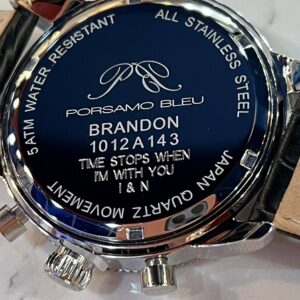 5ATM WATER RESISTANT
ALL STAINLESS STEEL
PORSAMO BLEU
BRANDON
1012A143
TIME STOPS WHEN
I'M WITH YOU
I & N
JAPAN QUARTZ MOVEMENT